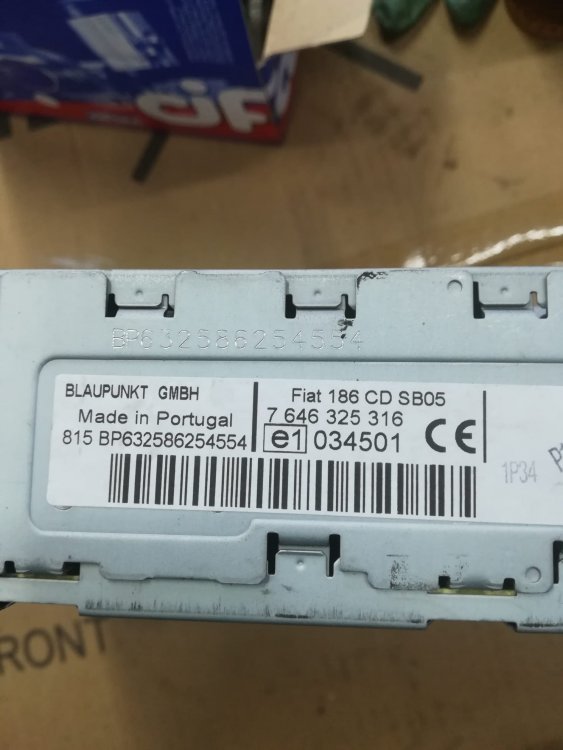 cif
BP632586254554
BLAUPUNKT GMBH
Made in Portugal
815 BP632586254554
Fiat 186 CD SB05
7 646 325 316
e1 034501 CE
1P34
RONT